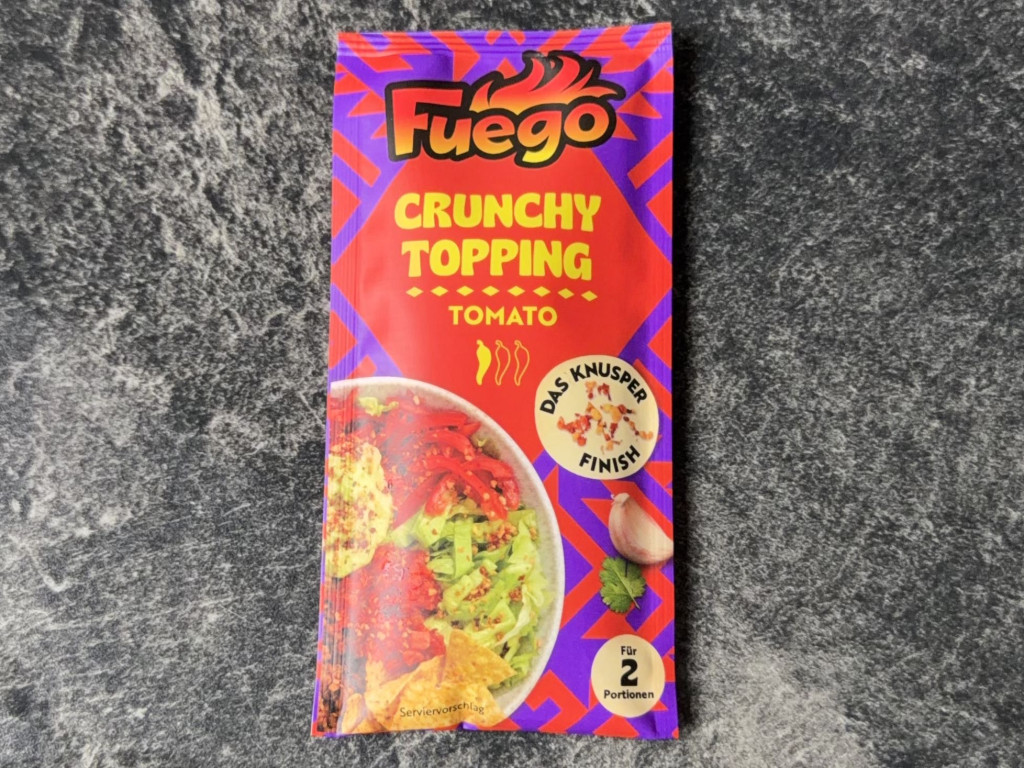 Fuego
CRUNCHY
TOPPING
TOMATO
DAS KNUSPER
FINISH
Für
2
Portionen
Serviervorschlag